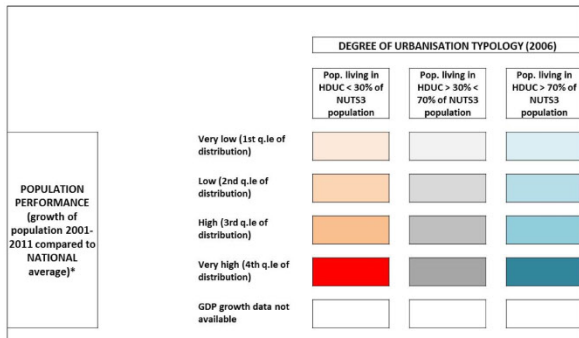 DEGREE OF URBANISATION TYPOLOGY (2006)
Pop. living in
HDUC < 30% of
NUTS3
population
Pop. living in
HDUC > 30% <
70% of NUTS3
population
Pop. living in
HDUC > 70% of
NUTS3
population
POPULATION
PERFORMANCE
(growth of
population 2001-
2011 compared to
NATIONAL
average)*
Very low (1st q.le of
distribution)
Low (2nd q.le of
distribution)
High (3rd q.le of
distribution)
Very high (4th q.le of
distribution)
GDP growth data not
available